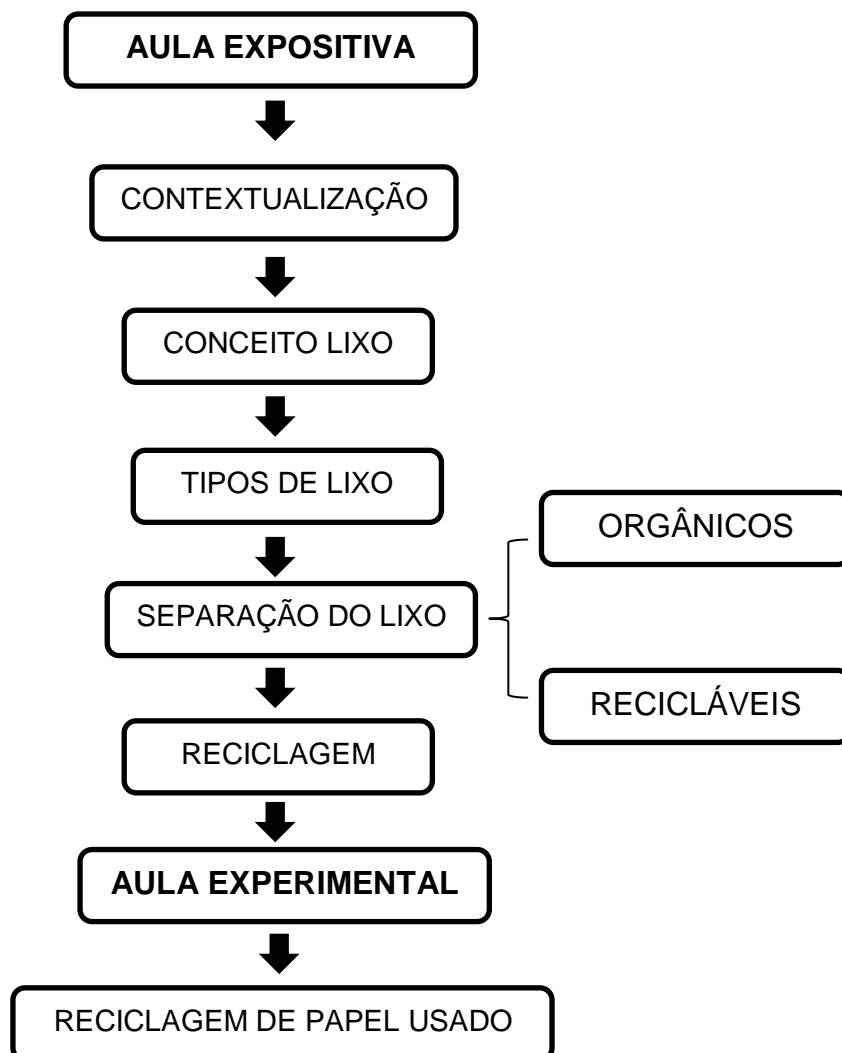 AULA EXPOSITIVA
CONTEXTUALIZAÇÃO
CONCEITO LIXO
TIPOS DE LIXO
SEPARAÇÃO DO LIXO
ORGÂNICOS
RECICLÁVEIS
RECICLAGEM
AULA EXPERIMENTAL
RECICLAGEM DE PAPEL USADO